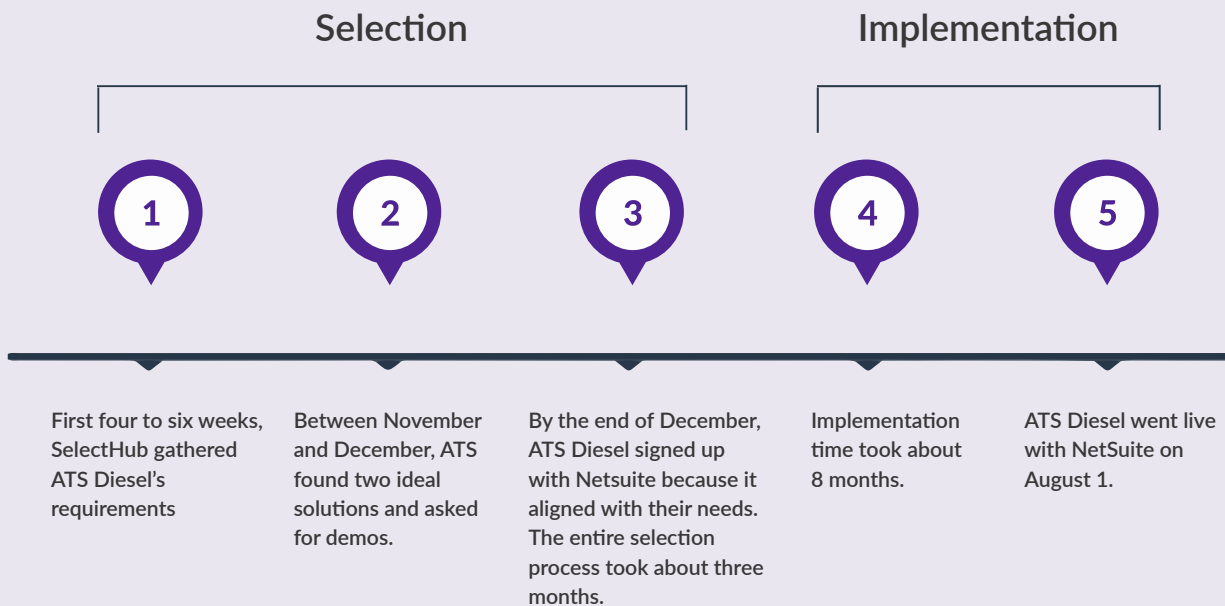 Selection
Implementation
1
2
3
4
5
First four to six weeks,
SelectHub gathered
ATS Diesel's
requirements
Between November
and December, ATS
found two ideal
solutions and asked
for demos.
By the end of December,
ATS Diesel signed up
with Netsuite because it
aligned with their needs.
The entire selection
process took about three
months.
Implementation
time took about
8 months.
ATS Diesel went live
with NetSuite on
August 1.